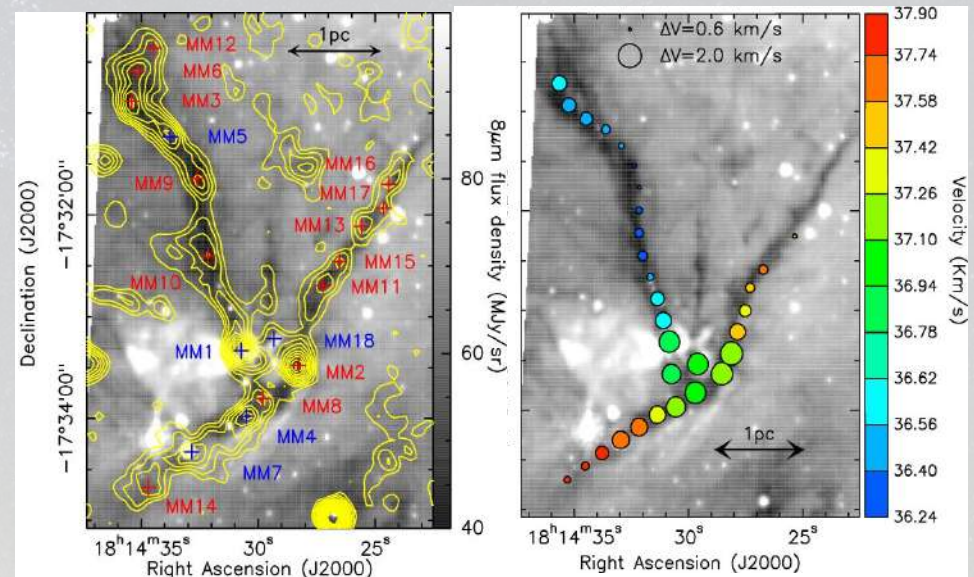 MM12
MM6
MM3
MM5
MM9
MM10
MM1
MM16
MM17
MM13
MM15
MM11
MM18
MM2
MM8
MM4
MM7
MM14
1pc
Declination (J2000)
−17°32'00"
−17°34'00"
18ʰ14ᵐ35ˢ
30ˢ
25ˢ
Right Ascension (J2000)
80
60
40
8μm flux density (MJy/sr)
ΔV=0.6 km/s
ΔV=2.0 km/s
1pc
18ʰ14ᵐ35ˢ
30ˢ
25ˢ
Right Ascension (J2000)
37.90
37.74
37.58
37.42
37.26
37.10
36.94
36.78
36.62
36.56
36.40
36.24
Velocity (Km/s)